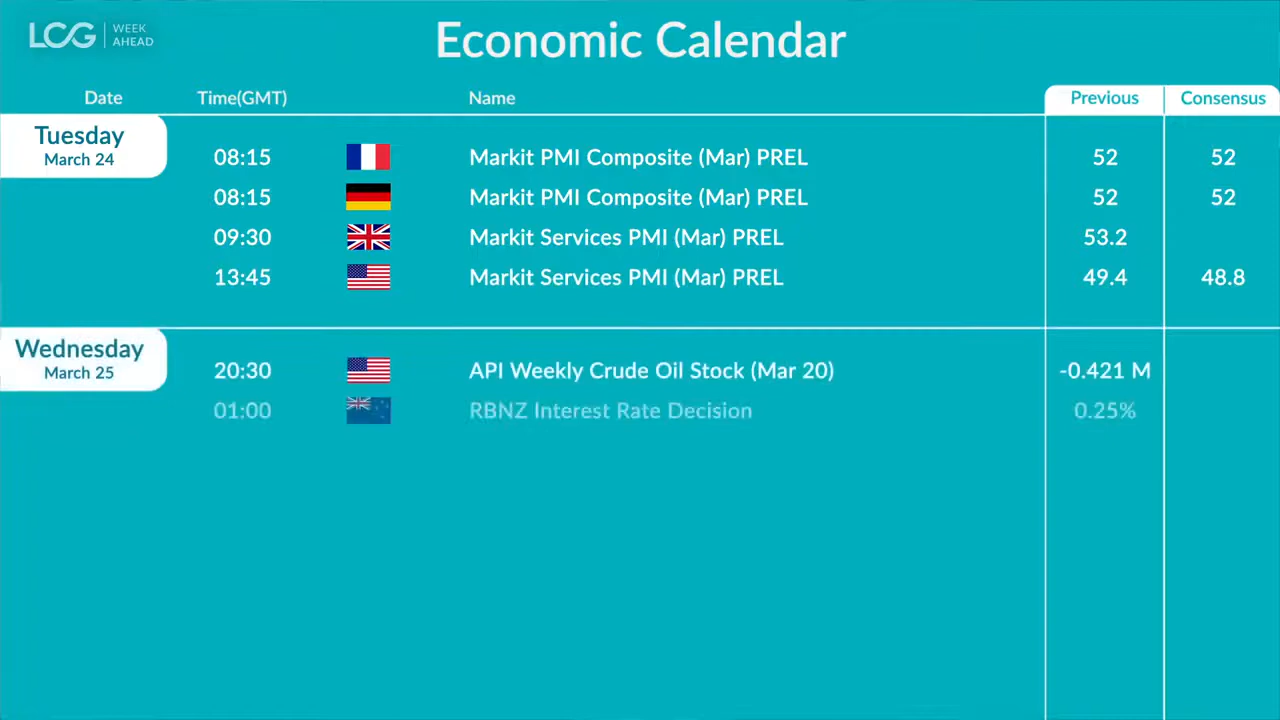 LCG WEEK AHEAD
Economic Calendar
Date Time(GMT) Name Previous Consensus
Tuesday
March 24
08:15 Markit PMI Composite (Mar) PREL 52 52
08:15 Markit PMI Composite (Mar) PREL 52 52
09:30 Markit Services PMI (Mar) PREL 53.2
13:45 Markit Services PMI (Mar) PREL 49.4 48.8
Wednesday
March 25
20:30 API Weekly Crude Oil Stock (Mar 20) -0.421 M
01:00 RBNZ Interest Rate Decision 0.25%